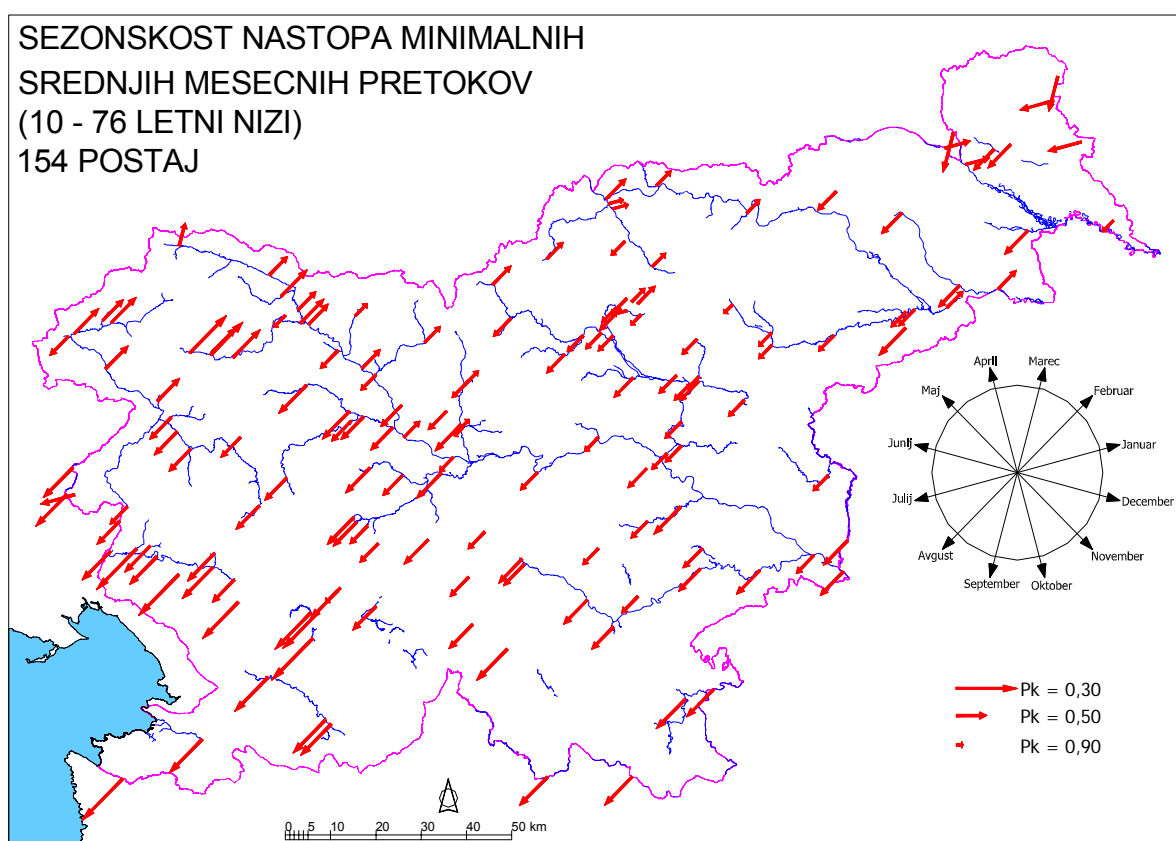 SEZONSKOST NASTOPA MINIMALNIH
SREDNJIH MESECNIH PRETOKOV
(10 - 76 LETNI NIZI)
154 POSTAJ
April
Marec
Maj
Februar
Junij
Januar
Julij
December
Avgust
November
September
Oktober
Pk = 0,30
Pk = 0,50
Pk = 0,90
0 5 10 20 30 40 50 km